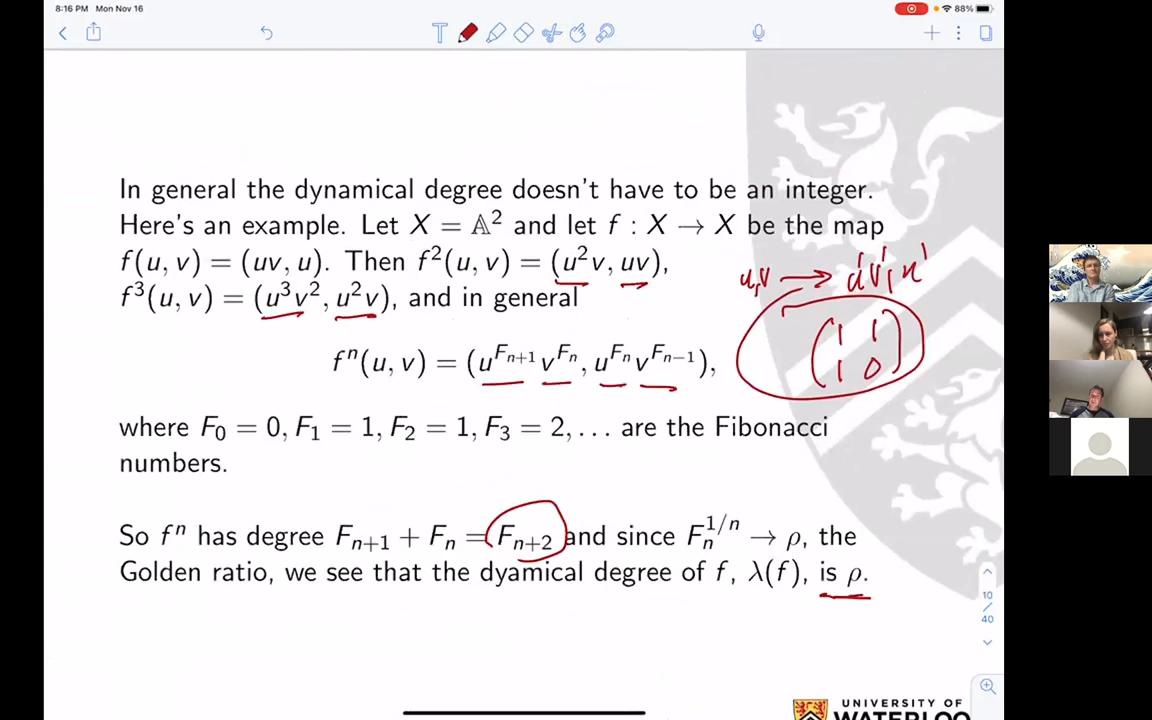 8:16 PM Mon Nov 16
88%
In general the dynamical degree doesn't have to be an integer.
Here's an example. Let X = 𝔸² and let f : X → X be the map
f(u, v) = (uv, u). Then f²(u, v) = (u²v, uv),
f³(u, v) = (u³v², u²v), and in general
u,v → u¹v¹, u¹
(1 1
1 0)
fⁿ(u, v) = (u^{F_{n+1}} v^{F_n}, u^{F_n} v^{F_{n−1}}),
where F₀ = 0, F₁ = 1, F₂ = 1, F₃ = 2, ... are the Fibonacci
numbers.
So fⁿ has degree F_{n+1} + F_n = F_{n+2} and since F_n^{1/n} → ρ, the
Golden ratio, we see that the dyamical degree of f, λ(f), is ρ.
10
/
40
UNIVERSITY OF
WATERLOO